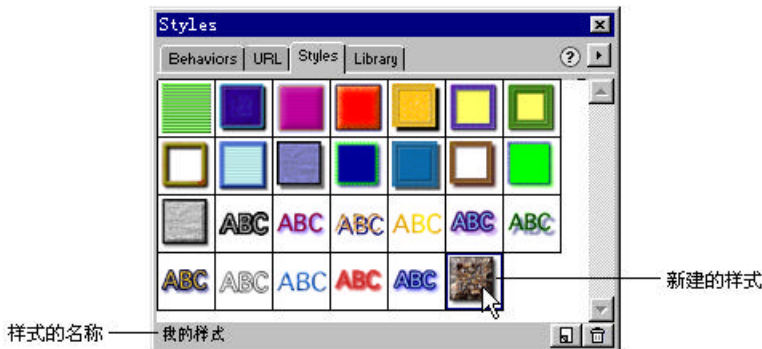 Styles
Behaviors URL Styles Library ?
ABC ABC ABC ABC ABC ABC
ABC ABC ABC ABC ABC
新建的样式
样式的名称
我的样式